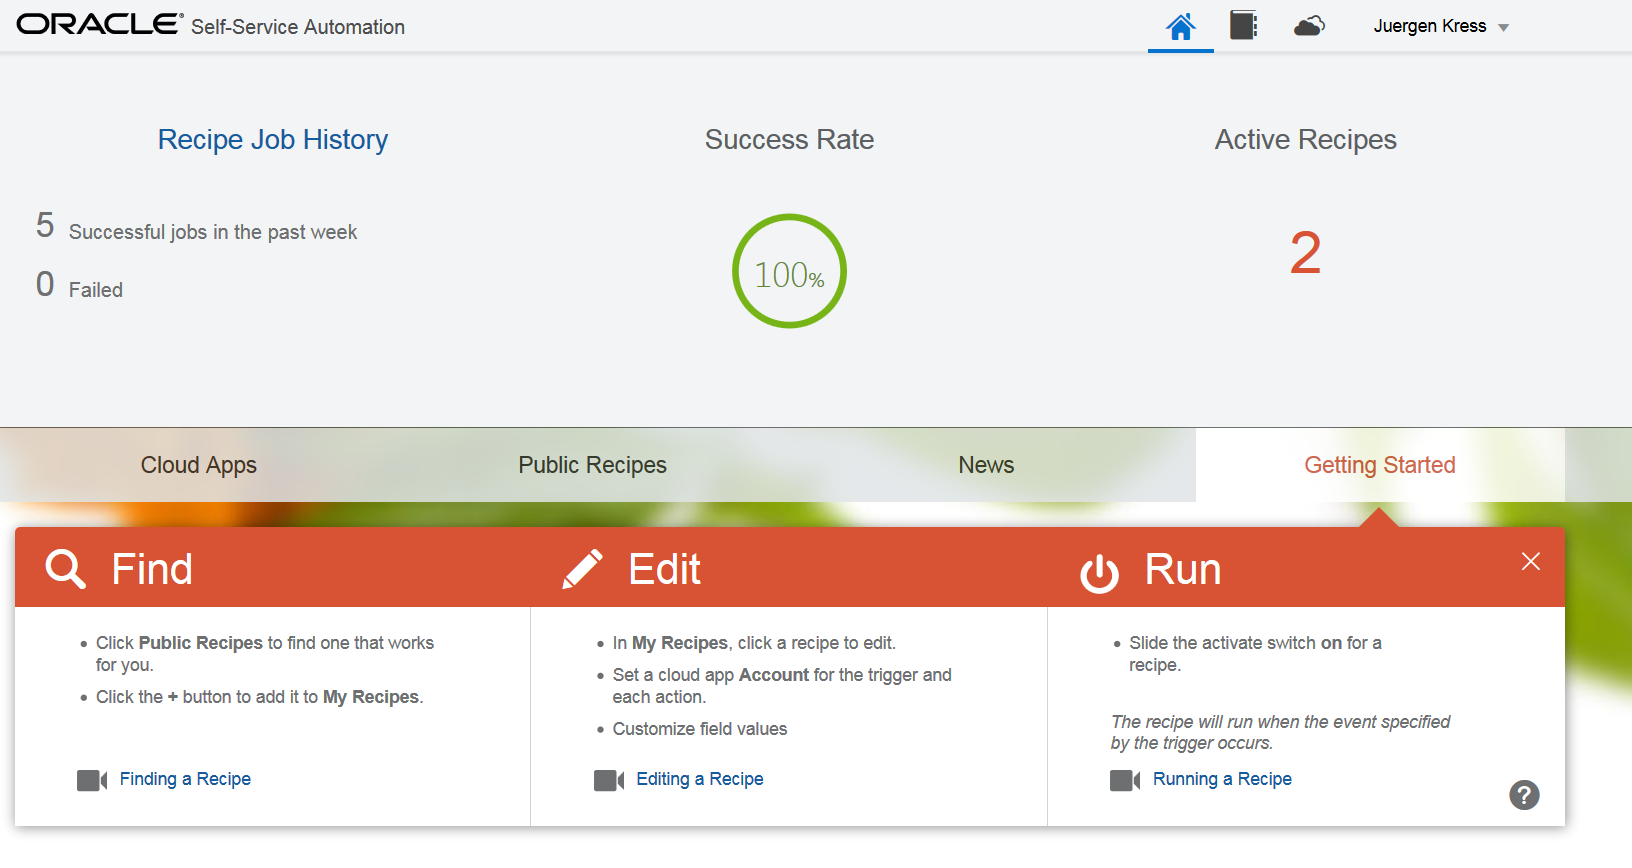 ORACLE® Self-Service Automation
Juergen Kress
Recipe Job History
Success Rate
Active Recipes
5 Successful jobs in the past week
0 Failed
100%
2
Cloud Apps
Public Recipes
News
Getting Started
Find
Edit
Run
• Click Public Recipes to find one that works
for you.
• Click the + button to add it to My Recipes.
Finding a Recipe
• In My Recipes, click a recipe to edit.
• Set a cloud app Account for the trigger and
each action.
• Customize field values
Editing a Recipe
• Slide the activate switch on for a
recipe.
The recipe will run when the event specified
by the trigger occurs.
Running a Recipe
?